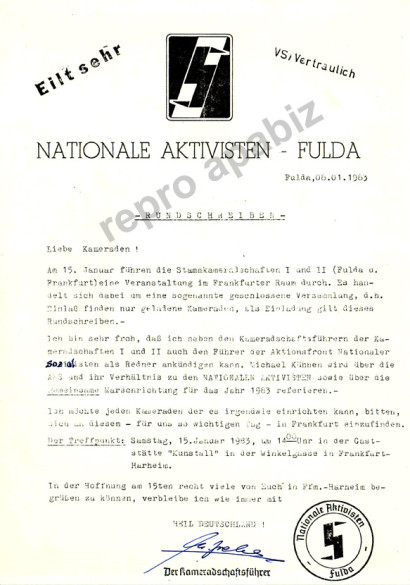 Eilt sehr
VS/Vertraulich
NATIONALE AKTIVISTEN - FULDA
Fulda,06.01.1983
-RUNDSCHREIBEN-
Liebe Kameraden !
Am 15. Januar führen die Stammkameradschaften I und II (Fulda u.
Frankfurt)eine Veranstaltung im Frankfurter Raum durch. Es han-
delt sich dabei um eine sogenannte geschlossene Versammlung, d.h.
Einlaß finden nur geladene Kameraden, als Einladung gilt dieses
Rundschreiben.-
Ich bin sehr froh, daß ich neben den Kameradschaftsführern der Ka-
meradschaften I und II auch den Führer der Aktionsfront Nationaler
Sozialisten als Redner ankündigen kann. Michael Kühnen wird über die
ANS und ihr Verhältnis zu den NATIONALEN AKTIVISTEN sowie über die
gemeinsame Marschrichtung für das Jahr 1983 referieren.-
Ich möchte jeden Kameraden der es irgendwie einrichten kann, bitten,
sich an diesen - für uns so wichtigen Tag - in Frankfurt einzufinden.
Der Treffpunkt: Samstag, 15.Januar 1983, um 1 00Uhr in der Gast-
stätte "Kunstall" in der Winkelgasse in Frankfurt-
Harheim.
In der Hoffnung am 15ten recht viele von Euch in Ffm.-Harheim be-
grüßen zu können, verbleibe ich wie immer mit
HEIL DEUTSCHLAND !
Der Kameradschaftsführer
Nationale Aktivisten
Fulda
repro apabiz